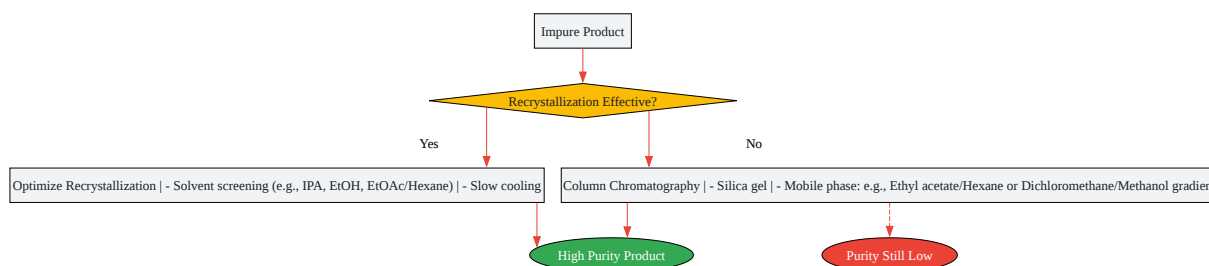 Impure Product
Recrystallization Effective?
Yes
No
Optimize Recrystallization | - Solvent screening (e.g., IPA, EtOH, EtOAc/Hexane) | - Slow cooling
Column Chromatography | - Silica gel | - Mobile phase: e.g., Ethyl acetate/Hexane or Dichloromethane/Methanol
High Purity Product
Purity Still Low